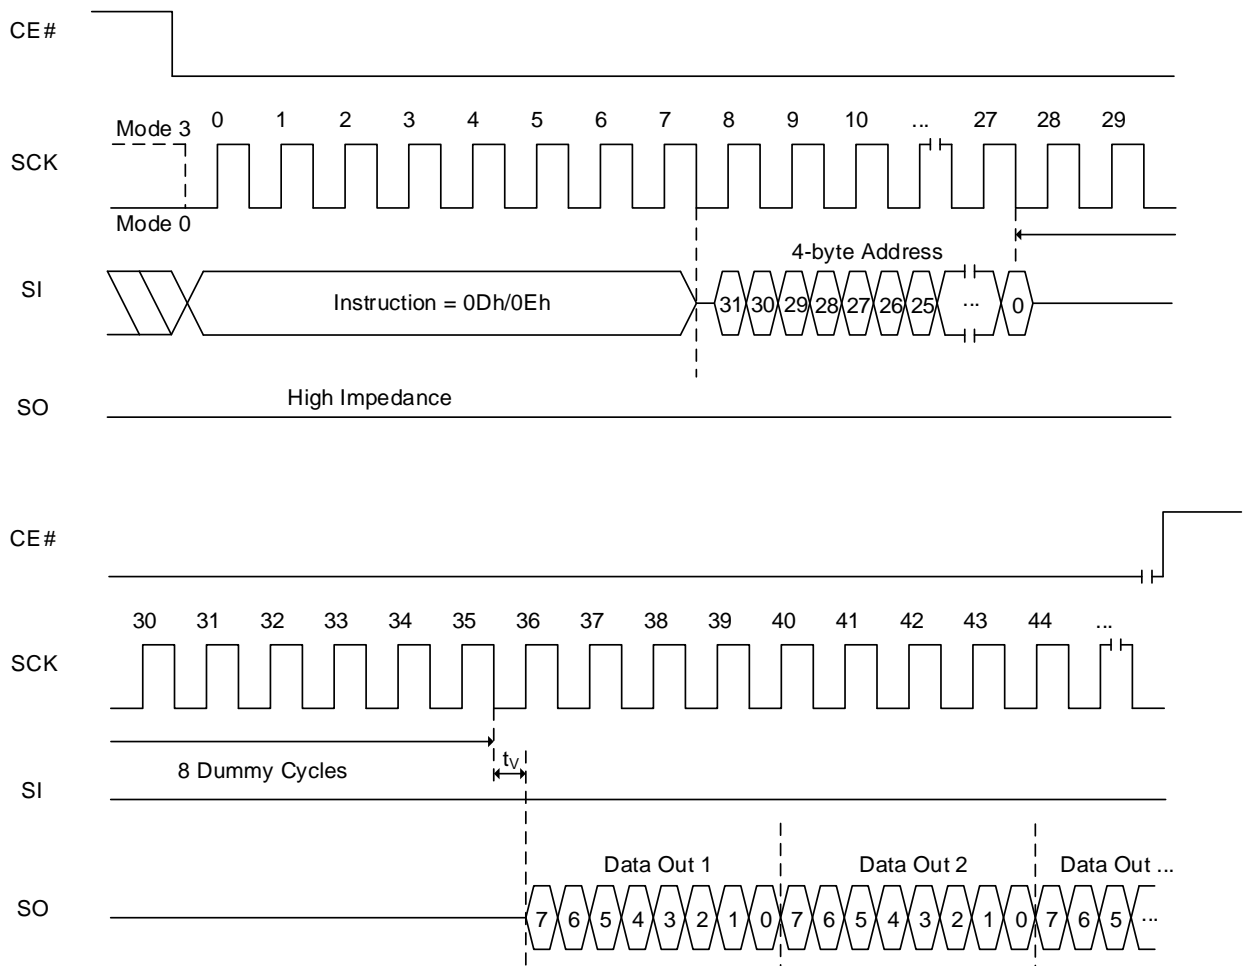 CE#
Mode 3 0 1 2 3 4 5 6 7 8 9 10 ... 27 28 29
SCK
Mode 0
4-byte Address
SI Instruction = 0Dh/0Eh 31 30 29 28 27 26 25 ... 0
High Impedance
SO
CE#
30 31 32 33 34 35 36 37 38 39 40 41 42 43 44 ...
SCK
8 Dummy Cycles tV
SI
Data Out 1 Data Out 2 Data Out ...
SO 7 6 5 4 3 2 1 0 7 6 5 4 3 2 1 0 7 6 5 ...